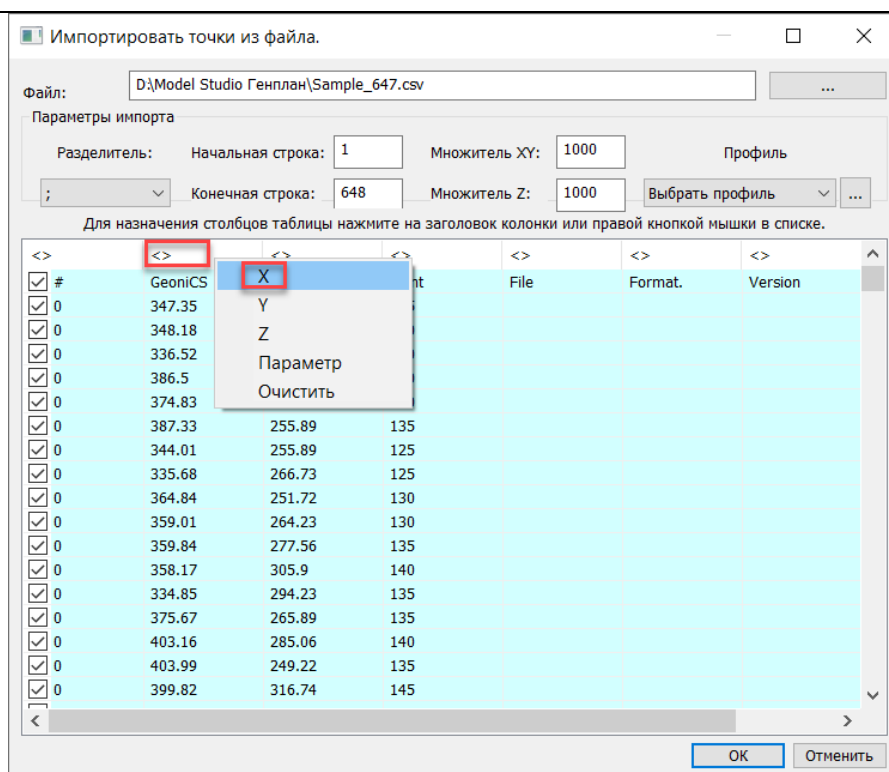 Импортировать точки из файла.
Файл: D:\Model Studio Генплан\Sample_647.csv ...
Параметры импорта
Разделитель: Начальная строка: 1 Множитель XY: 1000 Профиль
; Конечная строка: 648 Множитель Z: 1000 Выбрать профиль ...
Для назначения столбцов таблицы нажмите на заголовок колонки или правой кнопкой мышки в списке.
<> <> <> <> <> <> <>
# GeoniCS X File Format. Version
0 347.35 Y
0 348.18 Z
0 336.52
0 386.5 Параметр
0 374.83 Очистить
0 387.33 255.89 135
0 344.01 255.89 125
0 335.68 266.73 125
0 364.84 251.72 130
0 359.01 264.23 130
0 359.84 277.56 135
0 358.17 305.9 140
0 334.85 294.23 135
0 375.67 265.89 135
0 403.16 285.06 140
0 403.99 249.22 135
0 399.82 316.74 145
ОК Отменить